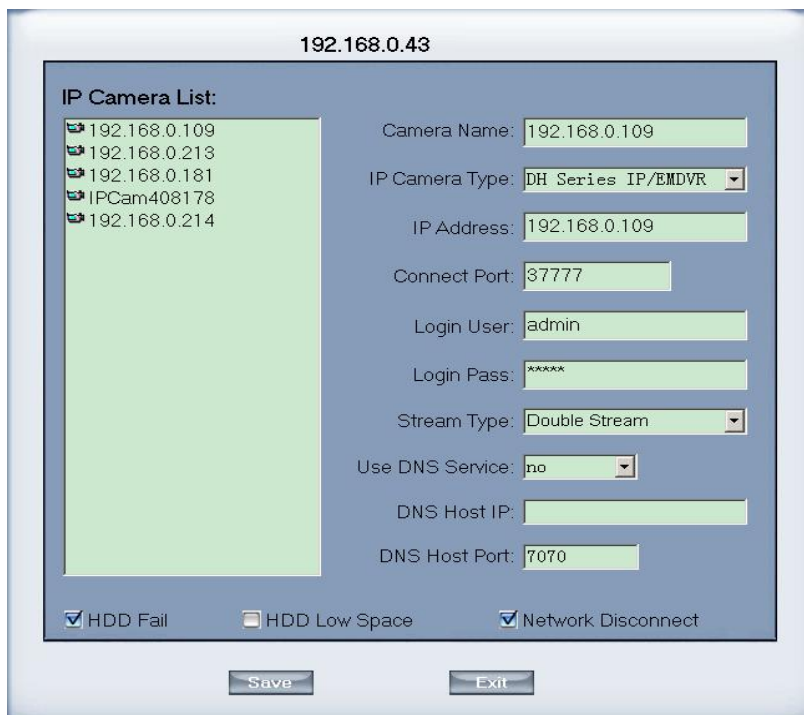 192.168.0.43
IP Camera List:
192.168.0.109
192.168.0.213
192.168.0.181
IPCam408178
192.168.0.214
Camera Name: 192.168.0.109
IP Camera Type: DH Series IP/EMDVR
IP Address: 192.168.0.109
Connect Port: 37777
Login User: admin
Login Pass: *****
Stream Type: Double Stream
Use DNS Service: no
DNS Host IP:
DNS Host Port: 7070
HDD Fail HDD Low Space Network Disconnect
Save Exit